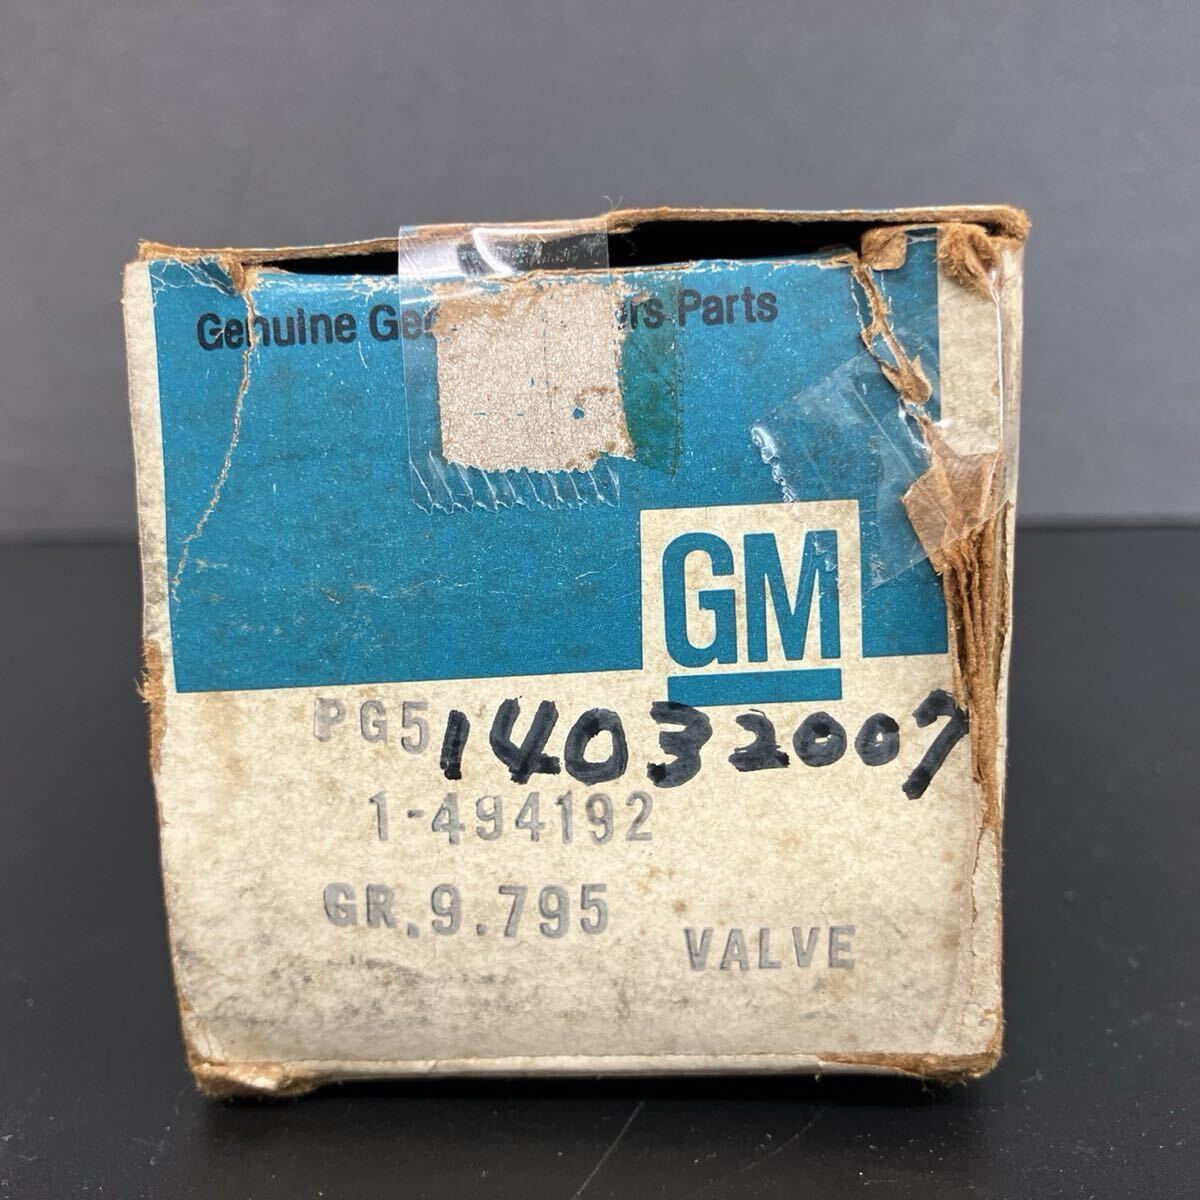 Genuine Ge rs Parts
GM
PG5 14032007
1-494192
GR. 9.795
VALVE